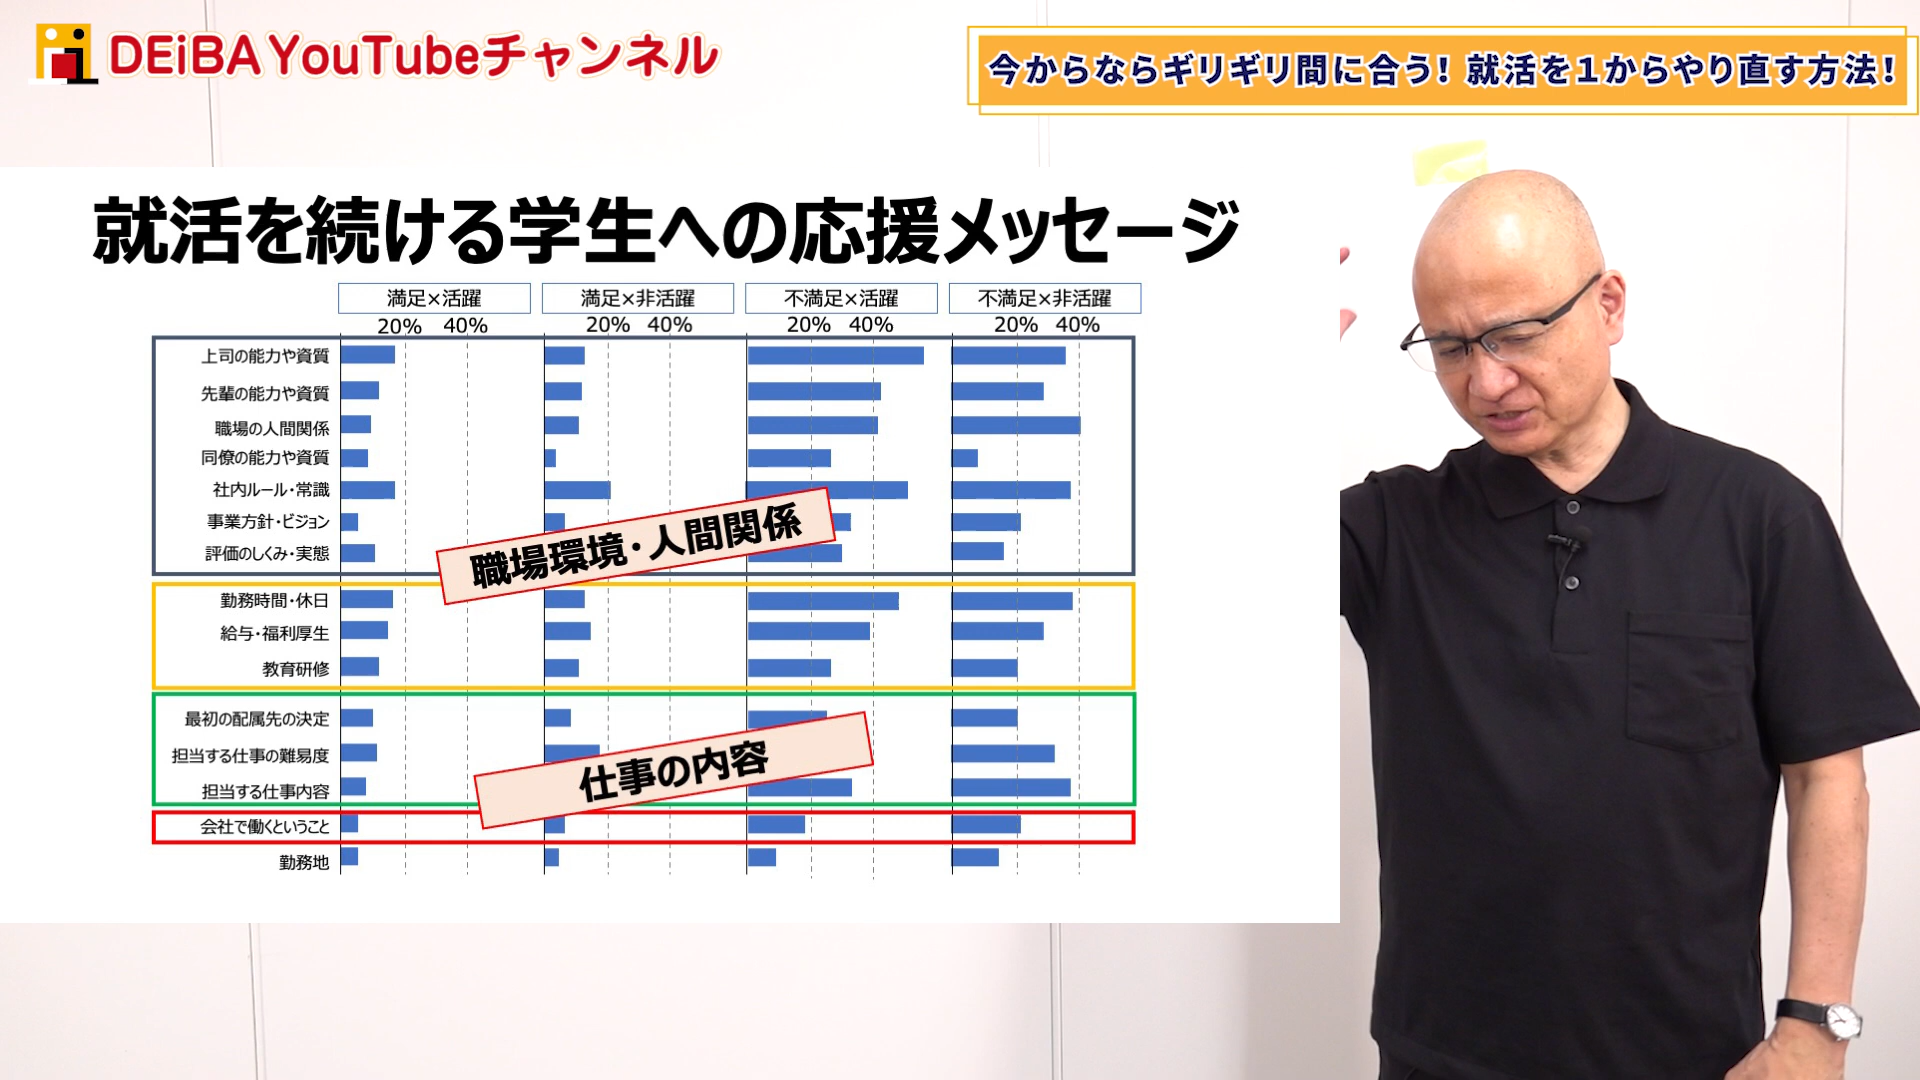 DEiBA YouTubeチャンネル
今からならギリギリ間に合う！就活を１からやり直す方法！
就活を続ける学生への応援メッセージ
満足×活躍 満足×非活躍 不満足×活躍 不満足×非活躍
20% 40% 20% 40% 20% 40% 20% 40%
上司の能力や資質
先輩の能力や資質
職場の人間関係
同僚の能力や資質
社内ルール・常識
事業方針・ビジョン
評価のしくみ・実態
職場環境・人間関係
勤務時間・休日
給与・福利厚生
教育研修
最初の配属先の決定
担当する仕事の難易度
担当する仕事内容
仕事の内容
会社で働くということ
勤務地